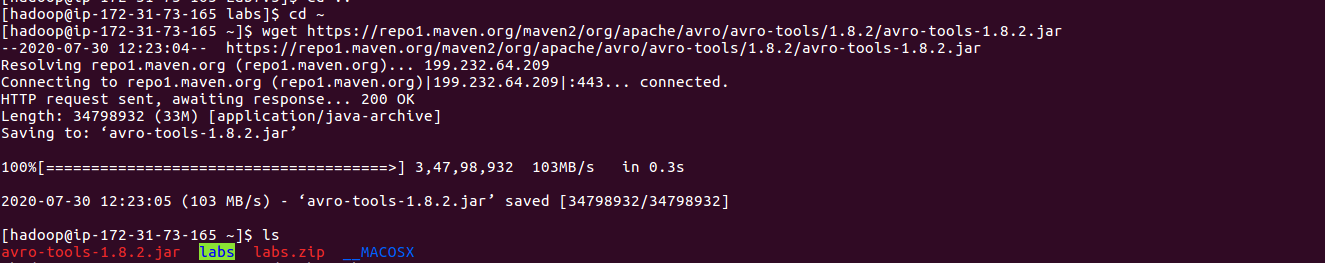 [hadoop@ip-172-31-73-165 labs]$ cd ~
[hadoop@ip-172-31-73-165 ~]$ wget https://repo1.maven.org/maven2/org/apache/avro/avro-tools/1.8.2/avro-tools-1.8.2.jar
--2020-07-30 12:23:04--  https://repo1.maven.org/maven2/org/apache/avro/avro-tools/1.8.2/avro-tools-1.8.2.jar
Resolving repo1.maven.org (repo1.maven.org)... 199.232.64.209
Connecting to repo1.maven.org (repo1.maven.org)|199.232.64.209|:443... connected.
HTTP request sent, awaiting response... 200 OK
Length: 34798932 (33M) [application/java-archive]
Saving to: ‘avro-tools-1.8.2.jar’
100%[======================================>] 3,47,98,932  103MB/s   in 0.3s
2020-07-30 12:23:05 (103 MB/s) - ‘avro-tools-1.8.2.jar’ saved [34798932/34798932]
[hadoop@ip-172-31-73-165 ~]$ ls
avro-tools-1.8.2.jar  labs  labs.zip  __MACOSX